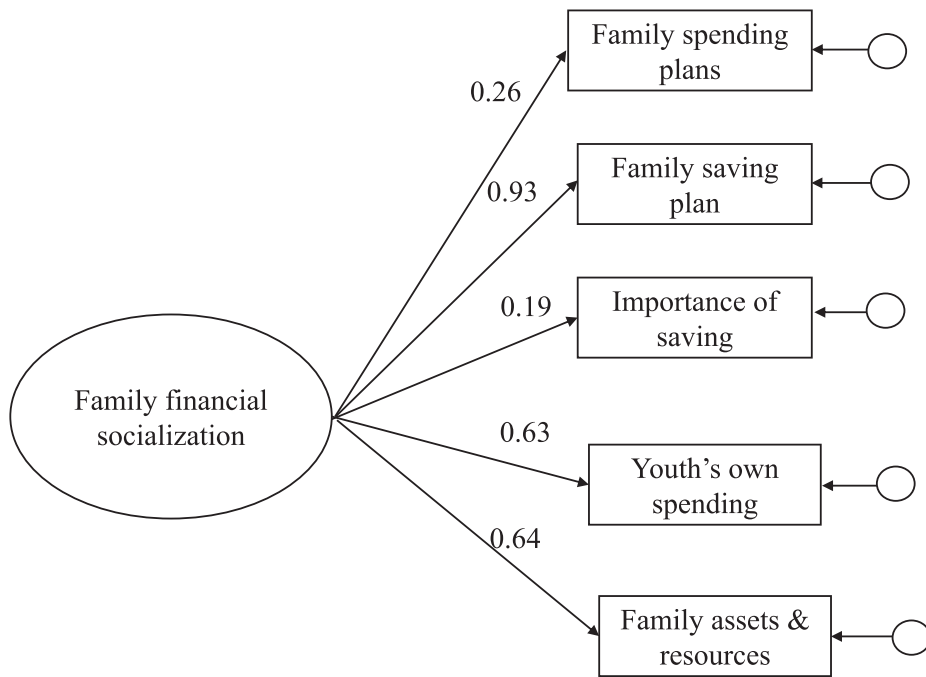 Family spending
plans
0.26
Family saving
plan
0.93
Importance of
saving
0.19
Family financial
socialization
0.63
Youth's own
spending
0.64
Family assets &
resources